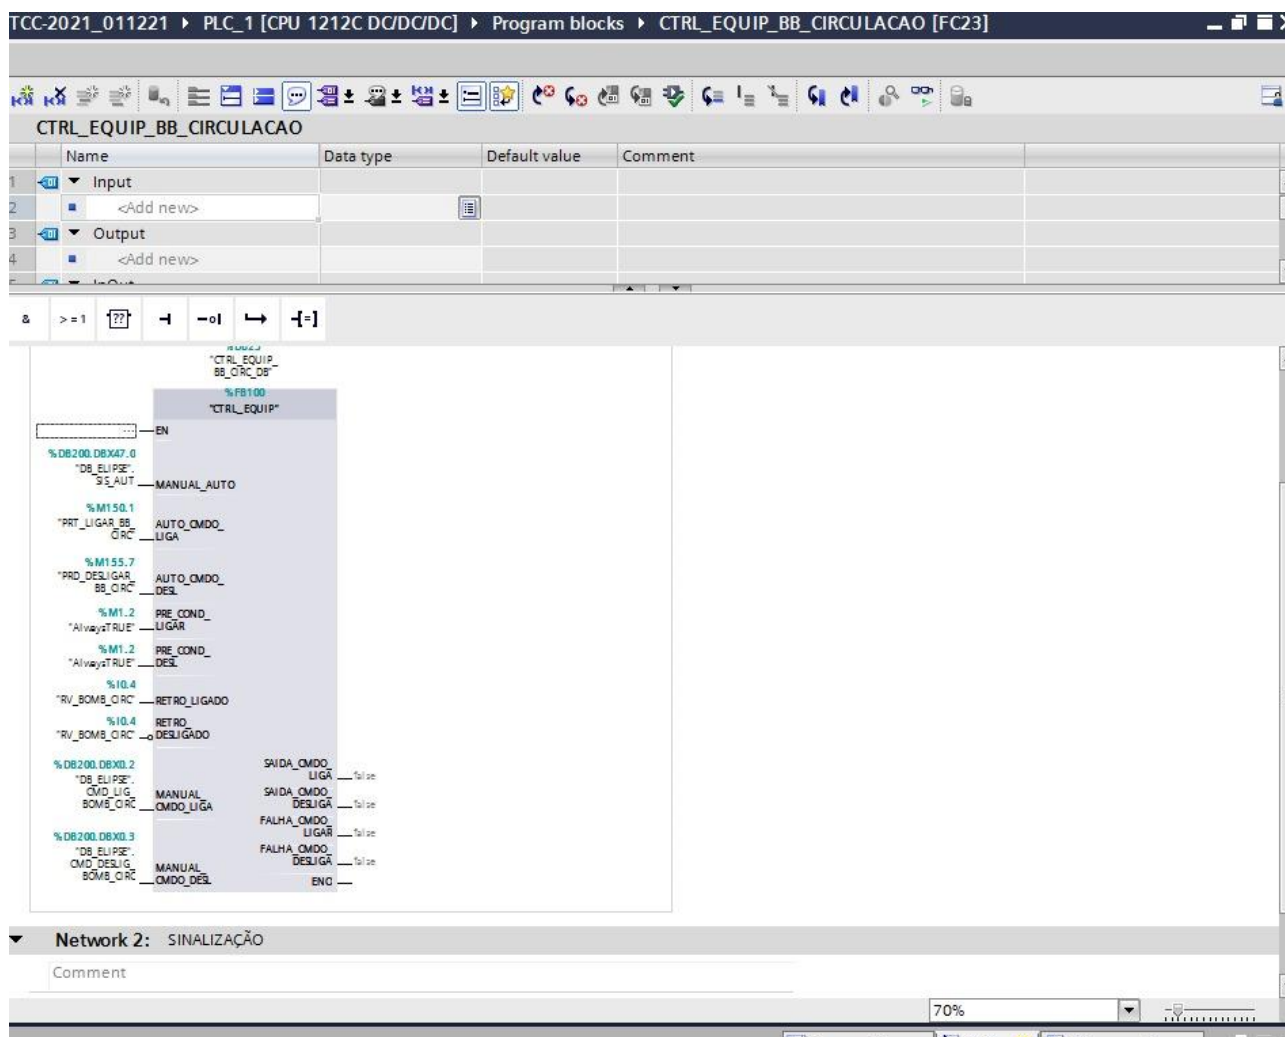 TCC-2021_011221 ▸ PLC_1 [CPU 1212C DC/DC/DC] ▸ Program blocks ▸ CTRL_EQUIP_BB_CIRCULACAO [FC23]
CTRL_EQUIP_BB_CIRCULACAO
Name Data type Default value Comment
1 Input
2 <Add new>
3 Output
4 <Add new>
InOut
& >=1 ??
%DB25
"CTRL_EQUIP_
BB_CIRC_DB"
%FB100
"CTRL_EQUIP"
... EN
%DB200.DBX47.0
"DB_ELIPSE".
SIS_AUT MANUAL_AUTO
%M150.1
"PRT_LIGAR_BB_
CIRC" AUTO_CMDO_
LIGA
%M155.7
"PRD_DESLIGAR_
BB_CIRC" AUTO_CMDO_
DESL
%M1.2
"AlwaysTRUE" PRE_COND_
LIGAR
%M1.2
"AlwaysTRUE" PRE_COND_
DESL
%I0.4
"RV_BOMB_CIRC" RETRO_LIGADO
%I0.4
"RV_BOMB_CIRC" RETRO_
DESLIGADO
%DB200.DBX0.2
"DB_ELIPSE".
CMD_LIG_
BOMB_CIRC MANUAL_
CMDO_LIGA
%DB200.DBX0.3
"DB_ELIPSE".
CMD_DESLIG_
BOMB_CIRC MANUAL_
CMDO_DESL
SAIDA_CMDO_
LIGA false
SAIDA_CMDO_
DESLIGA false
FALHA_CMDO_
LIGAR false
FALHA_CMDO_
DESLIGA false
ENO
Network 2: SINALIZAÇÃO
Comment
70%